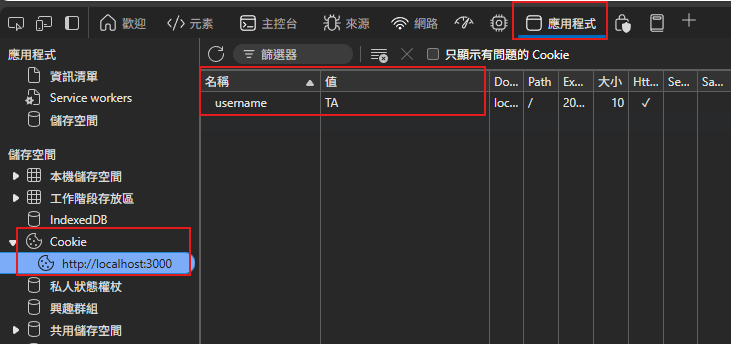 歡迎 </> 元素 主控台 來源 網路 應用程式
應用程式
資訊清單
Service workers
儲存空間
儲存空間
本機儲存空間
工作階段存放區
IndexedDB
Cookie
http://localhost:3000
私人狀態權杖
興趣群組
共用儲存空間
篩選器 只顯示有問題的 Cookie
名稱 值 Do... Path Ex... 大小 Htt... Se... Sa...
username TA loc... / 20... 10 ✓